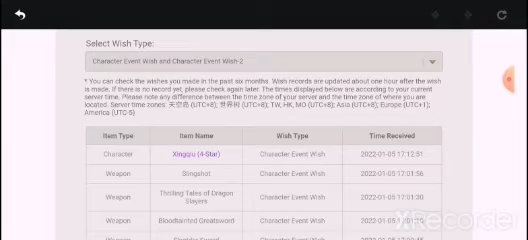 Select Wish Type:
Character Event Wish and Character Event Wish-2
* You can check the wishes you made in the past six months. Wish records are updated about one hour after the wish
is made. If there is no record yet, please check again later. The times displayed below are according to your current
server time. Please note any difference between the time zone of your server and the time zone of where you are
located. Server time zones: 天空岛 (UTC+8); 世界树 (UTC+8); TW, HK, MO (UTC+8); Asia (UTC+8); Europe (UTC+1);
America (UTC-5)
Item Type Item Name Wish Type Time Received
Character Xingqiu (4-Star) Character Event Wish 2022-01-05 17:12:51
Weapon Slingshot Character Event Wish 2022-01-05 17:01:56
Weapon Thrilling Tales of Dragon Slayers Character Event Wish 2022-01-05 17:01:30
Weapon Bloodtainted Greatsword Character Event Wish 2022-01-05
XRecorder